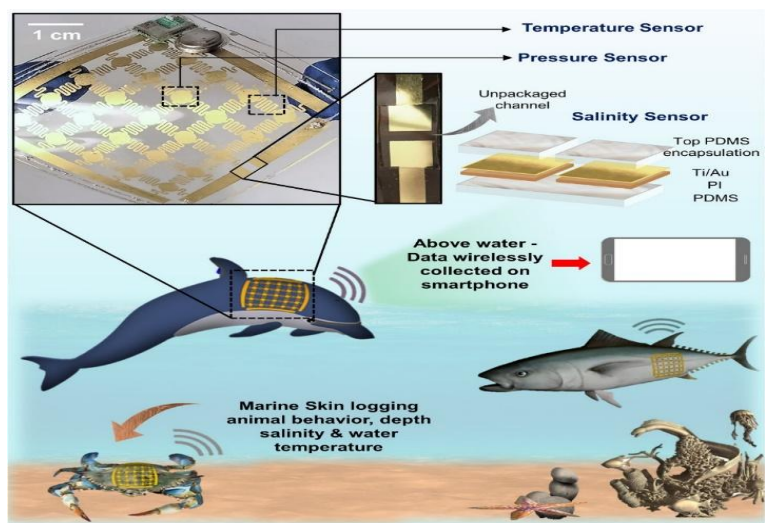 1 cm
Temperature Sensor
Pressure Sensor
Unpackaged
channel
Salinity Sensor
Top PDMS
encapsulation
Ti/Au
PI
PDMS
Above water -
Data wirelessly
collected on
smartphone
Marine Skin logging
animal behavior, depth
salinity & water
temperature